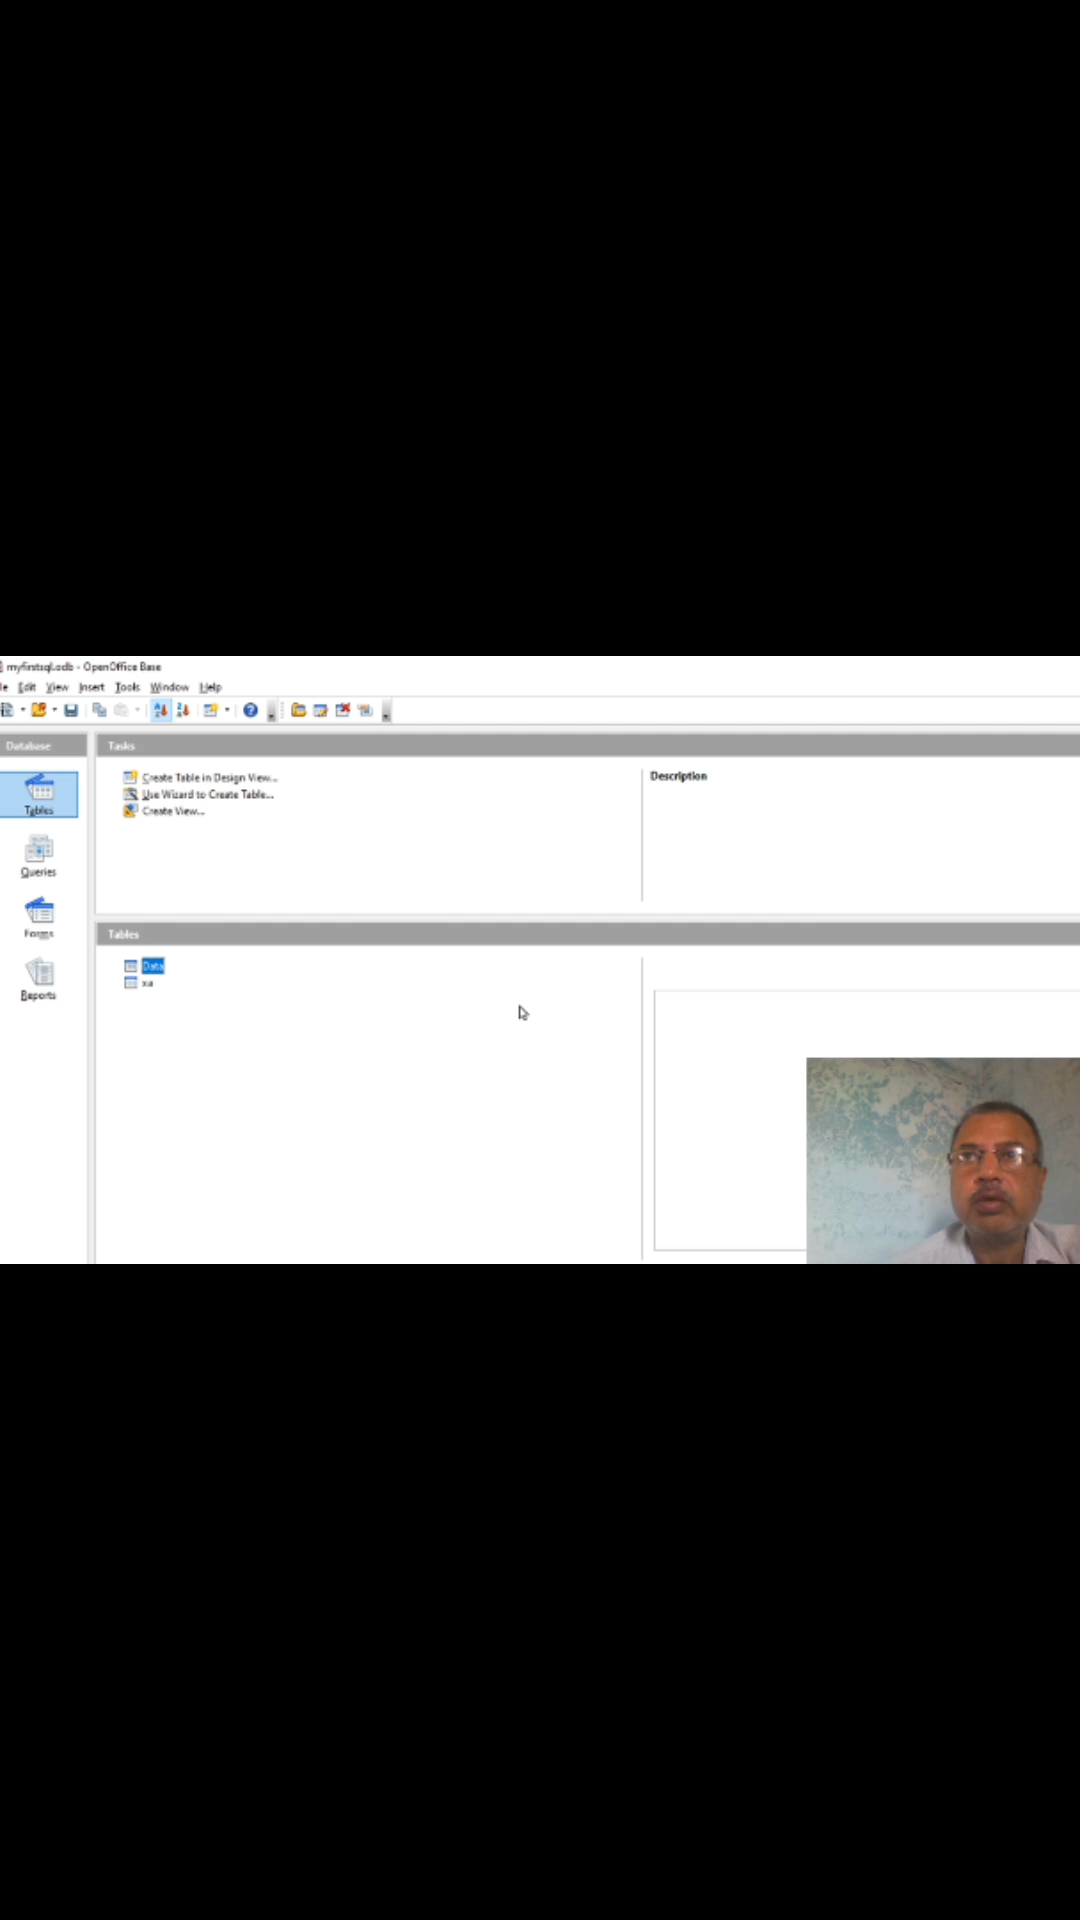 myfirstsql.odb - OpenOffice Base
le Edit View Insert Tools Window Help
Database
Tasks
Tables
Queries
Forms
Reports
Create Table in Design View...
Use Wizard to Create Table...
Create View...
Description
Tables
Data